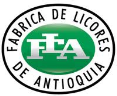 FABRICA DE LICORES
FLA
DE ANTIOQUIA